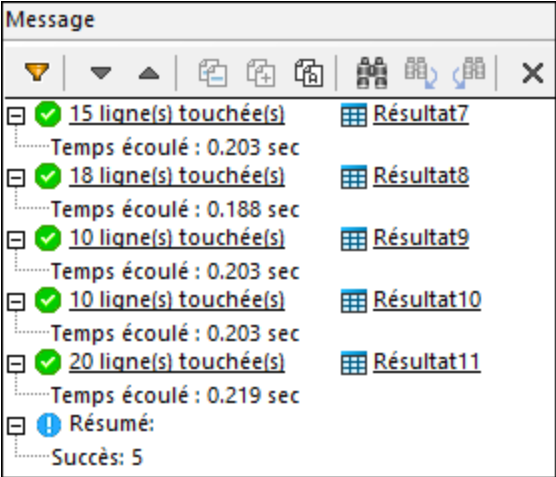 Message
15 ligne(s) touchée(s) Résultat7
Temps écoulé : 0.203 sec
18 ligne(s) touchée(s) Résultat8
Temps écoulé : 0.188 sec
10 ligne(s) touchée(s) Résultat9
Temps écoulé : 0.203 sec
10 ligne(s) touchée(s) Résultat10
Temps écoulé : 0.203 sec
20 ligne(s) touchée(s) Résultat11
Temps écoulé : 0.219 sec
Résumé:
Succès: 5